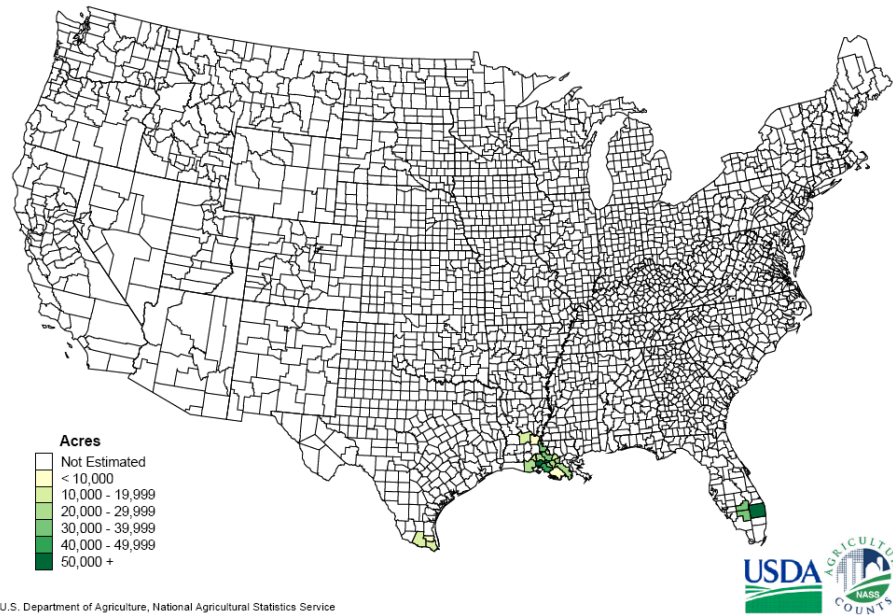 Acres
Not Estimated
< 10,000
10,000 - 19,999
20,000 - 29,999
30,000 - 39,999
40,000 - 49,999
50,000 +
USDA
AGRICULTURE
COUNTS
NASS
U.S. Department of Agriculture, National Agricultural Statistics Service